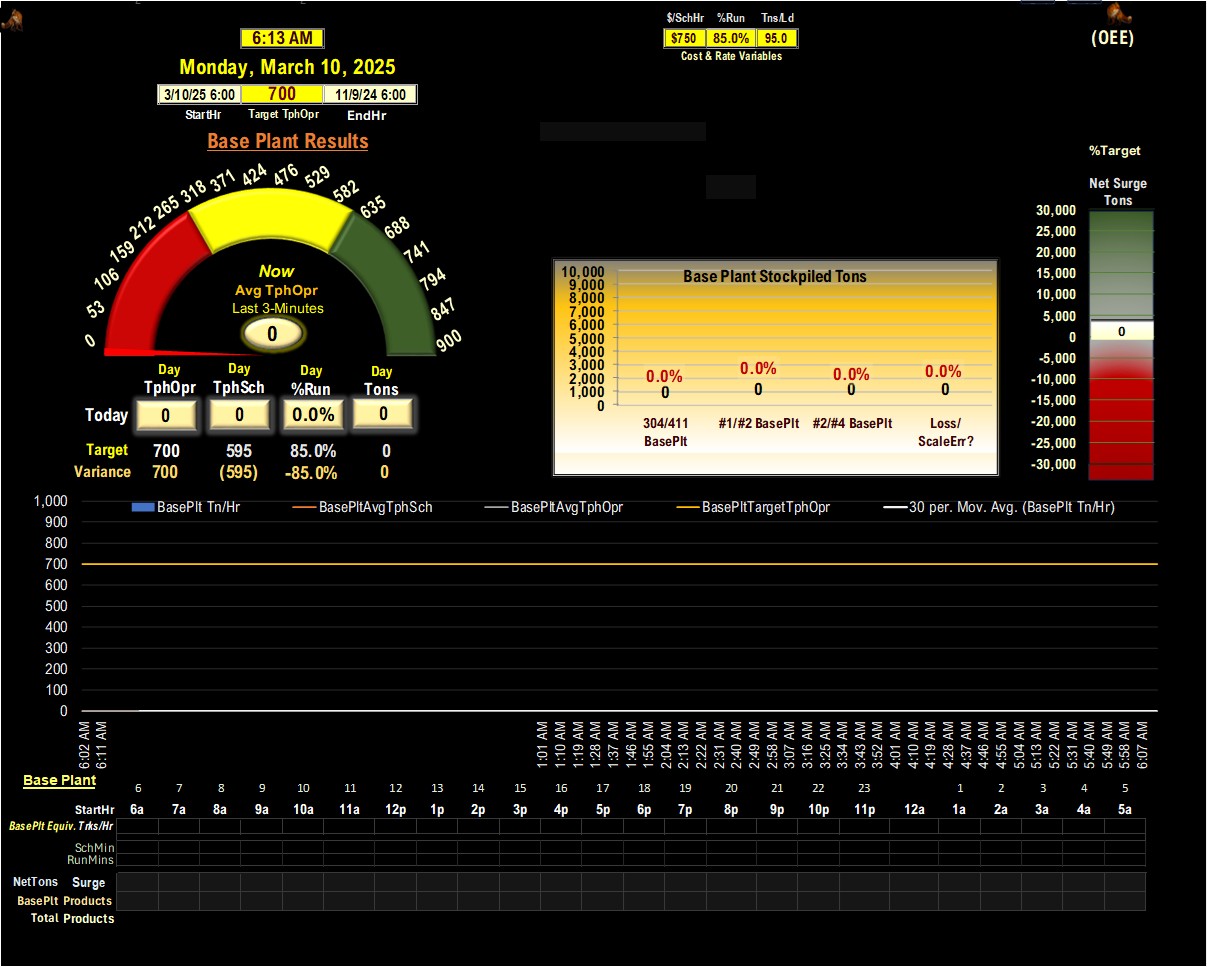 $/SchHr %Run Tns/Ld
6:13 AM
$750 85.0% 95.0
(OEE)
Cost & Rate Variables
Monday, March 10, 2025
3/10/25 6:00 700 11/9/24 6:00
StartHr Target TphOpr EndHr
Base Plant Results
0 53 106 159 212 265 318 371 424 476 529 582 635 688 741 794 847 900
Now
Avg TphOpr
Last 3-Minutes
0
Day Day Day Day
TphOpr TphSch %Run Tons
Today 0 0 0.0% 0
Target 700 595 85.0% 0
Variance 700 (595) -85.0% 0
Base Plant Stockpiled Tons
10,000
9,000
8,000
7,000
6,000
5,000
4,000
3,000
2,000
1,000
0
0.0% 0.0% 0.0% 0.0%
0 0 0 0
304/411 #1/#2 BasePlt #2/#4 BasePlt Loss/
BasePlt ScaleErr?
%Target
Net Surge
Tons
30,000
25,000
20,000
15,000
10,000
5,000
0 0
-5,000
-10,000
-15,000
-20,000
-25,000
-30,000
BasePlt Tn/Hr BasePltAvgTphSch BasePltAvgTphOpr BasePltTargetTphOpr 30 per. Mov. Avg. (BasePlt Tn/Hr)
1,000
900
800
700
600
500
400
300
200
100
0
6:02 AM 6:11 AM 1:01 AM 1:10 AM 1:19 AM 1:28 AM 1:37 AM 1:46 AM 1:55 AM 2:04 AM 2:13 AM 2:22 AM 2:31 AM 2:40 AM 2:49 AM 2:58 AM 3:07 AM 3:16 AM 3:25 AM 3:34 AM 3:43 AM 3:52 AM 4:01 AM 4:10 AM 4:19 AM 4:28 AM 4:37 AM 4:46 AM 4:55 AM 5:04 AM 5:13 AM 5:22 AM 5:31 AM 5:40 AM 5:49 AM 5:58 AM 6:07 AM
Base Plant
6 7 8 9 10 11 12 13 14 15 16 17 18 19 20 21 22 23 1 2 3 4 5
StartHr 6a 7a 8a 9a 10a 11a 12p 1p 2p 3p 4p 5p 6p 7p 8p 9p 10p 11p 12a 1a 2a 3a 4a 5a
BasePlt Equiv. Trks/Hr
SchMin
RunMins
NetTons Surge
BasePlt Products
Total Products